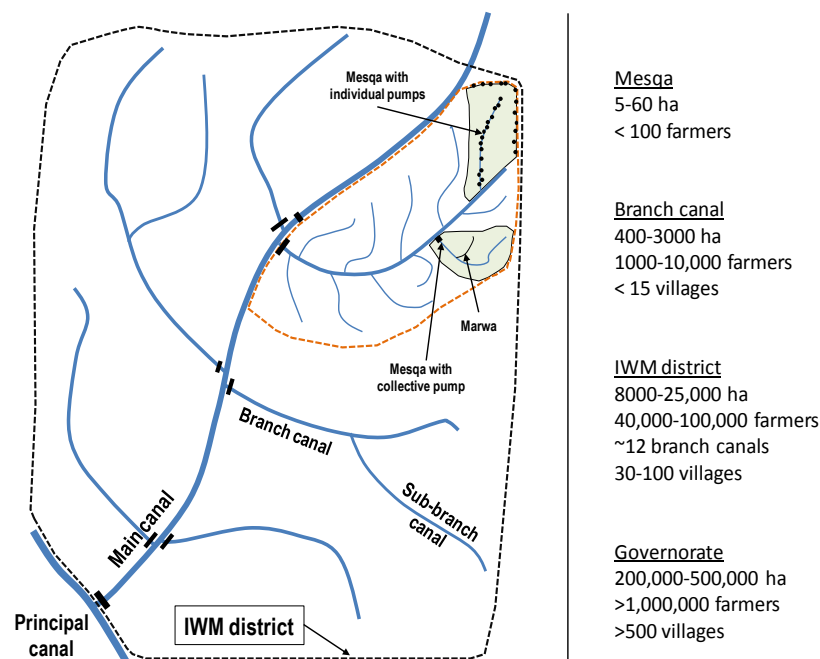 Mesqa with
individual pumps
Marwa
Mesqa with
collective pump
Branch canal
Sub-branch
canal
Main canal
Principal
canal
IWM district
Mesqa
5-60 ha
< 100 farmers
Branch canal
400-3000 ha
1000-10,000 farmers
< 15 villages
IWM district
8000-25,000 ha
40,000-100,000 farmers
~12 branch canals
30-100 villages
Governorate
200,000-500,000 ha
>1,000,000 farmers
>500 villages